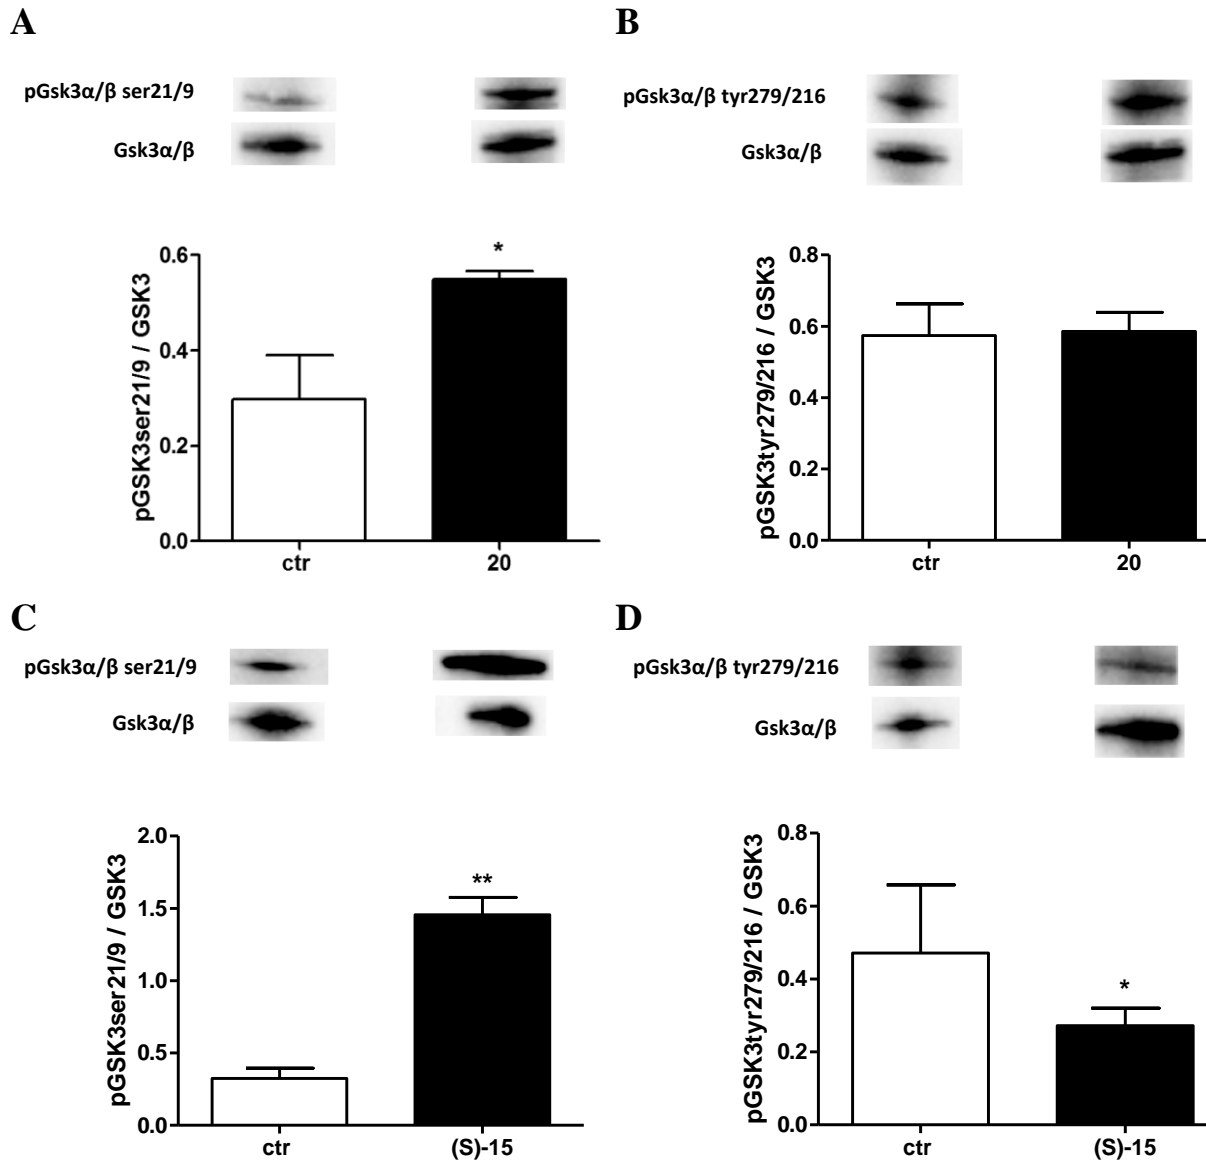 A
pGsk3α/β ser21/9
Gsk3α/β
pGSK3ser21/9 / GSK3
0.6
0.4
0.2
0.0
*
ctr
20
B
pGsk3α/β tyr279/216
Gsk3α/β
pGSK3tyr279/216 / GSK3
0.8
0.6
0.4
0.2
0.0
ctr
20
C
pGsk3α/β ser21/9
Gsk3α/β
pGSK3ser21/9 / GSK3
2.0
1.5
1.0
0.5
0.0
**
ctr
(S)-15
D
pGsk3α/β tyr279/216
Gsk3α/β
pGSK3tyr279/216 / GSK3
0.8
0.6
0.4
0.2
0.0
*
ctr
(S)-15